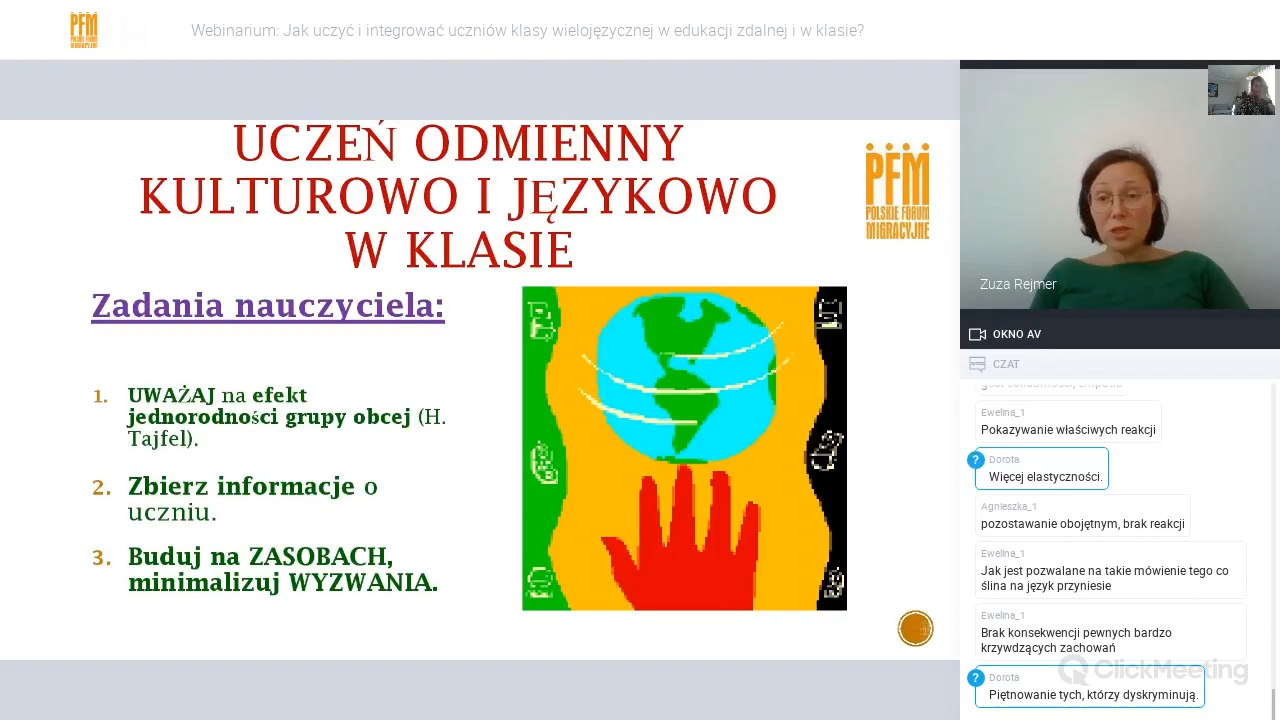 PFM
Webinarium: Jak uczyć i integrować uczniów klasy wielojęzycznej w edukacji zdalnej i w klasie?
UCZEŃ ODMIENNY
KULTUROWO I JĘZYKOWO
W KLASIE
PFM
POLSKIE FORUM
MIGRACYJNE
Zadania nauczyciela:
1. UWAŻAJ na efekt
jednorodności grupy obcej (H.
Tajfel).
2. Zbierz informacje o
uczniu.
3. Buduj na ZASOBACH,
minimalizuj WYZWANIA.
Zuza Rejmer
OKNO AV
CZAT
Ewelina_1
Pokazywanie właściwych reakcji
?
Dorota
Więcej elastyczności.
Agnieszka_1
pozostawanie obojętnym, brak reakcji
Ewelina_1
Jak jest pozwalane na takie mówienie tego co
ślina na język przyniesie
Ewelina_1
Brak konsekwencji pewnych bardzo
krzywdzących zachowań
ClickMeeting
?
Dorota
Piętnowanie tych, którzy dyskryminują.